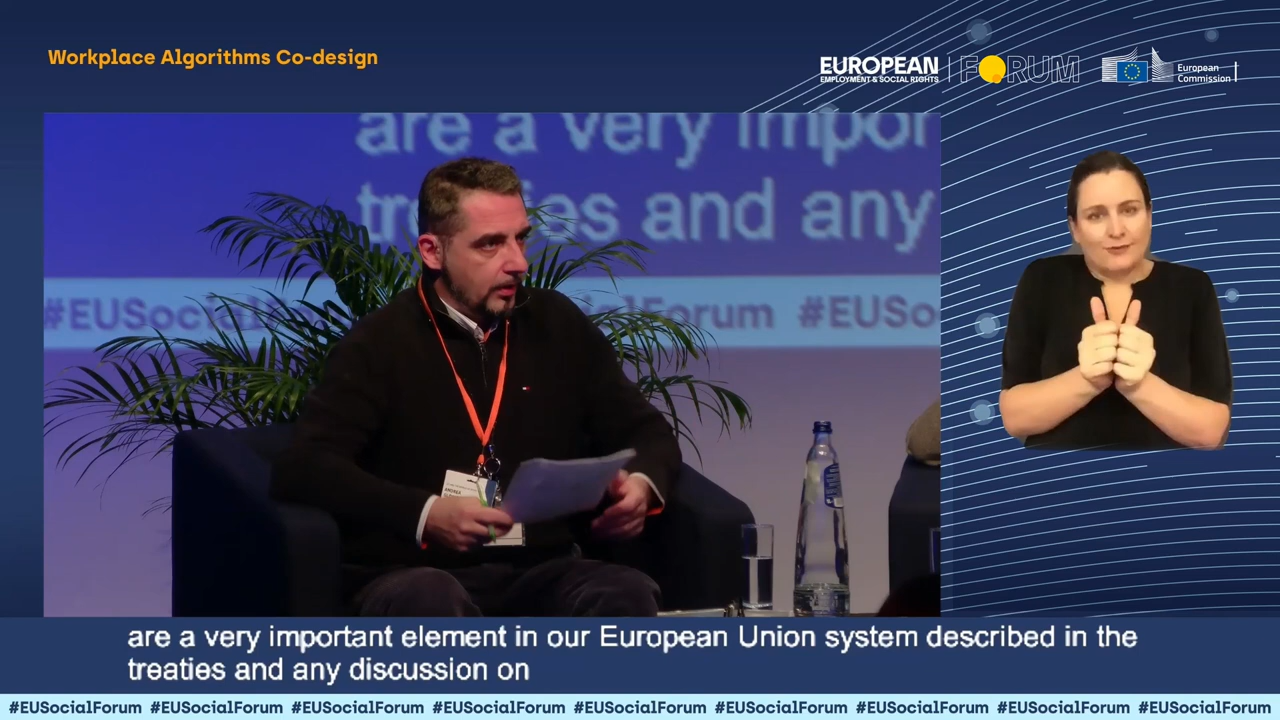 Workplace Algorithms Co-design
EUROPEAN
EMPLOYMENT & SOCIAL RIGHTS
FORUM
European
Commission
are a very impor
treaties and any
#EUSocialForum #EUSo
ANDREA
are a very important element in our European Union system described in the
treaties and any discussion on
#EUSocialForum #EUSocialForum #EUSocialForum #EUSocialForum #EUSocialForum #EUSocialForum #EUSocialForum #EUSocialForum #EUSocialForum